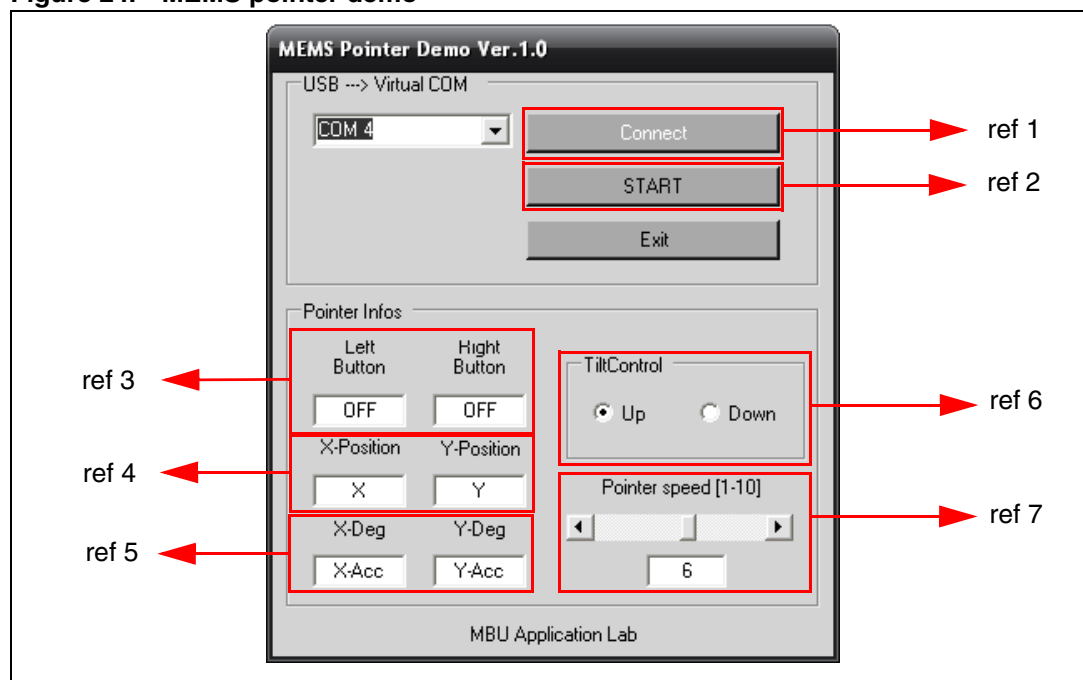 Figure 24. MEMS pointer demo
MEMS Pointer Demo Ver.1.0
USB ---> Virtual COM
COM 4
Connect
ref 1
START
ref 2
Exit
Pointer Infos
Left Button
Right Button
OFF
OFF
ref 3
X-Position
Y-Position
X
Y
ref 4
X-Deg
Y-Deg
X-Acc
Y-Acc
ref 5
TiltControl
Up
Down
ref 6
Pointer speed [1-10]
6
ref 7
MBU Application Lab